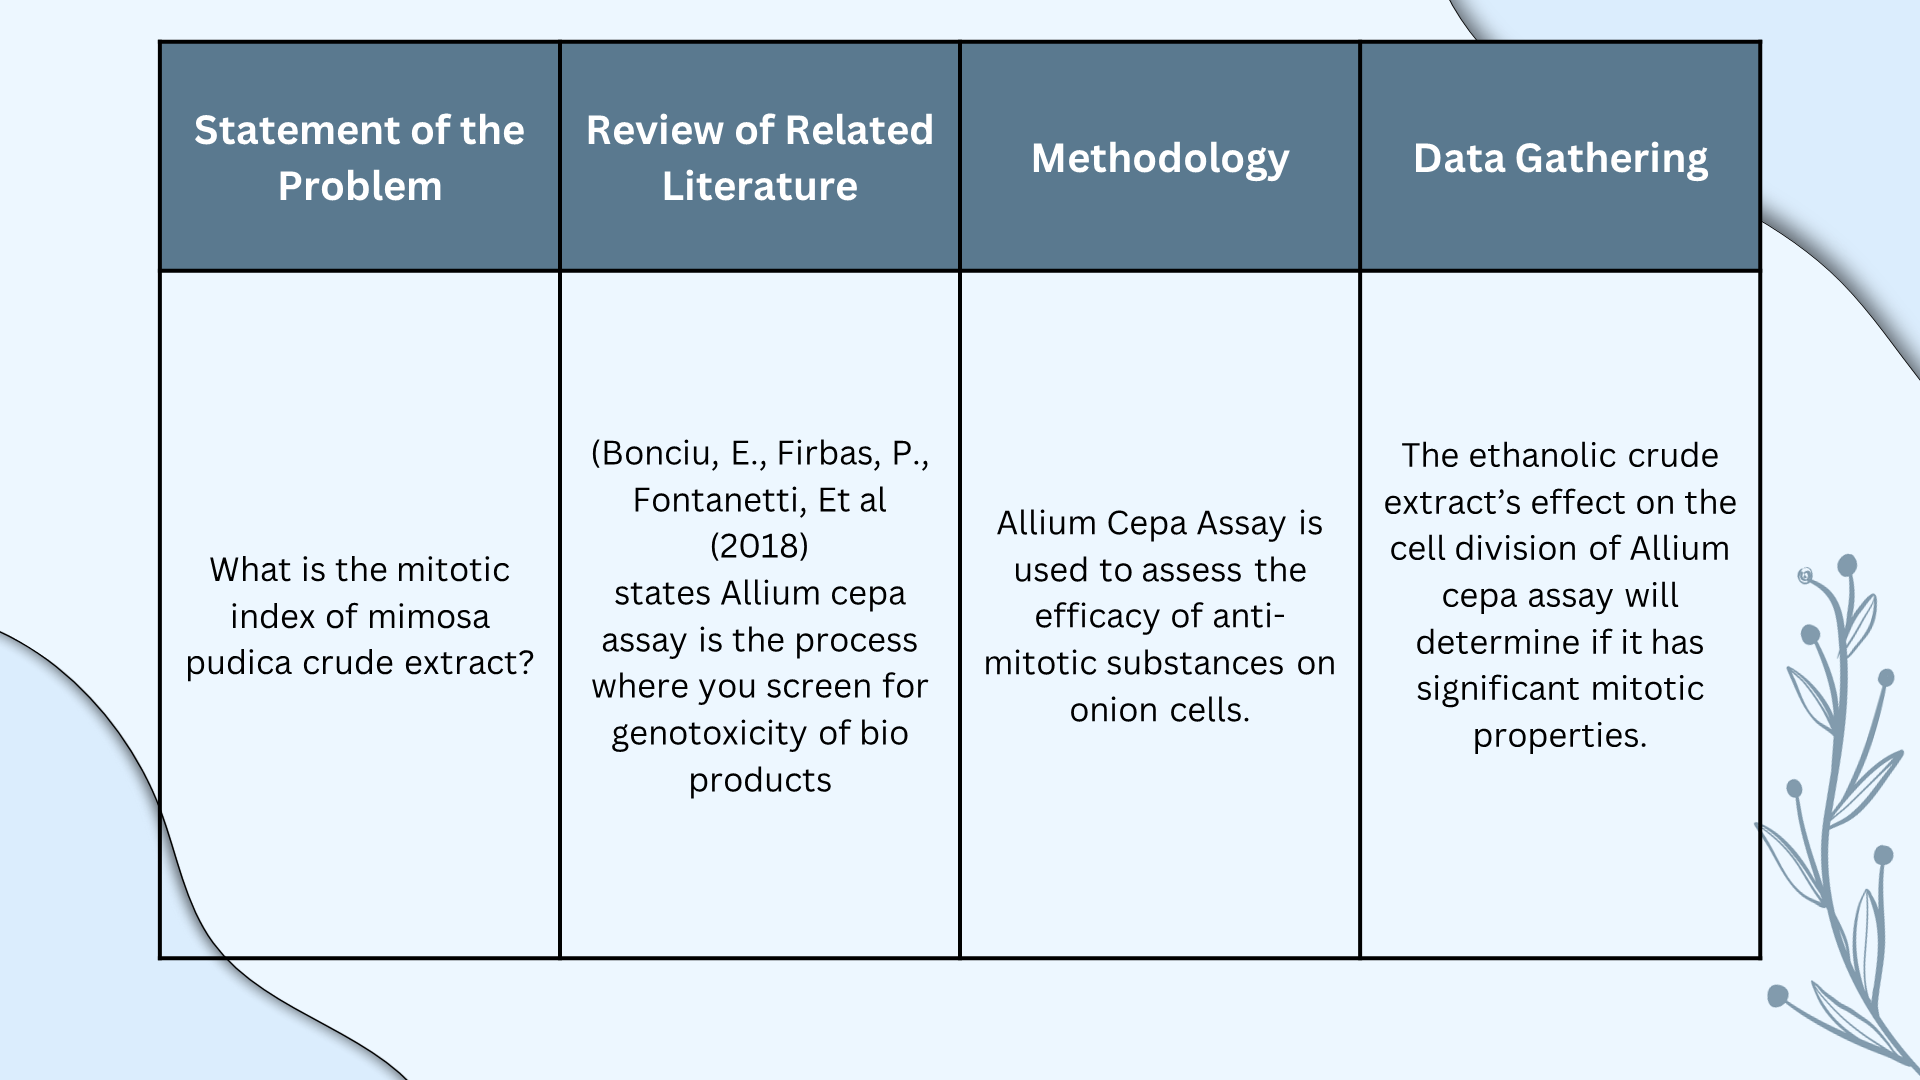 Statement of the
Problem
Review of Related
Literature
Methodology
Data Gathering
What is the mitotic
index of mimosa
pudica crude extract?
(Bonciu, E., Firbas, P.,
Fontanetti, Et al
(2018)
states Allium cepa
assay is the process
where you screen for
genotoxicity of bio
products
Allium Cepa Assay is
used to assess the
efficacy of anti-
mitotic substances on
onion cells.
The ethanolic crude
extract’s effect on the
cell division of Allium
cepa assay will
determine if it has
significant mitotic
properties.